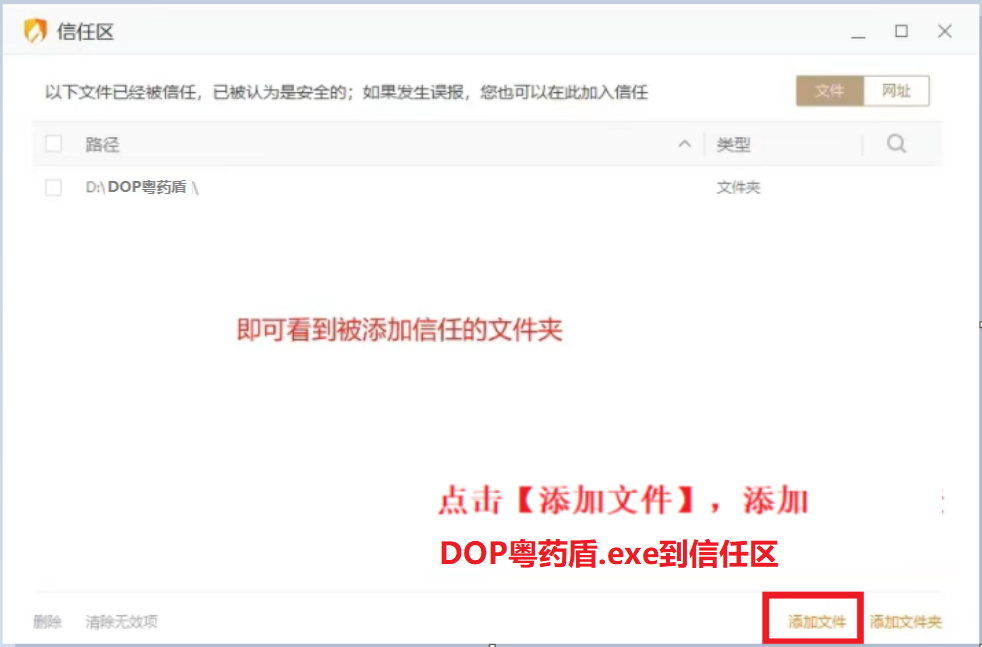 信任区
以下文件已经被信任，已被认为是安全的；如果发生误报，您也可以在此加入信任
文件 网址
路径 类型
D:\DOP粤药盾 \ 文件夹
即可看到被添加信任的文件夹
点击【添加文件】，添加
DOP粤药盾.exe到信任区
删除 清除无效项 添加文件 添加文件夹